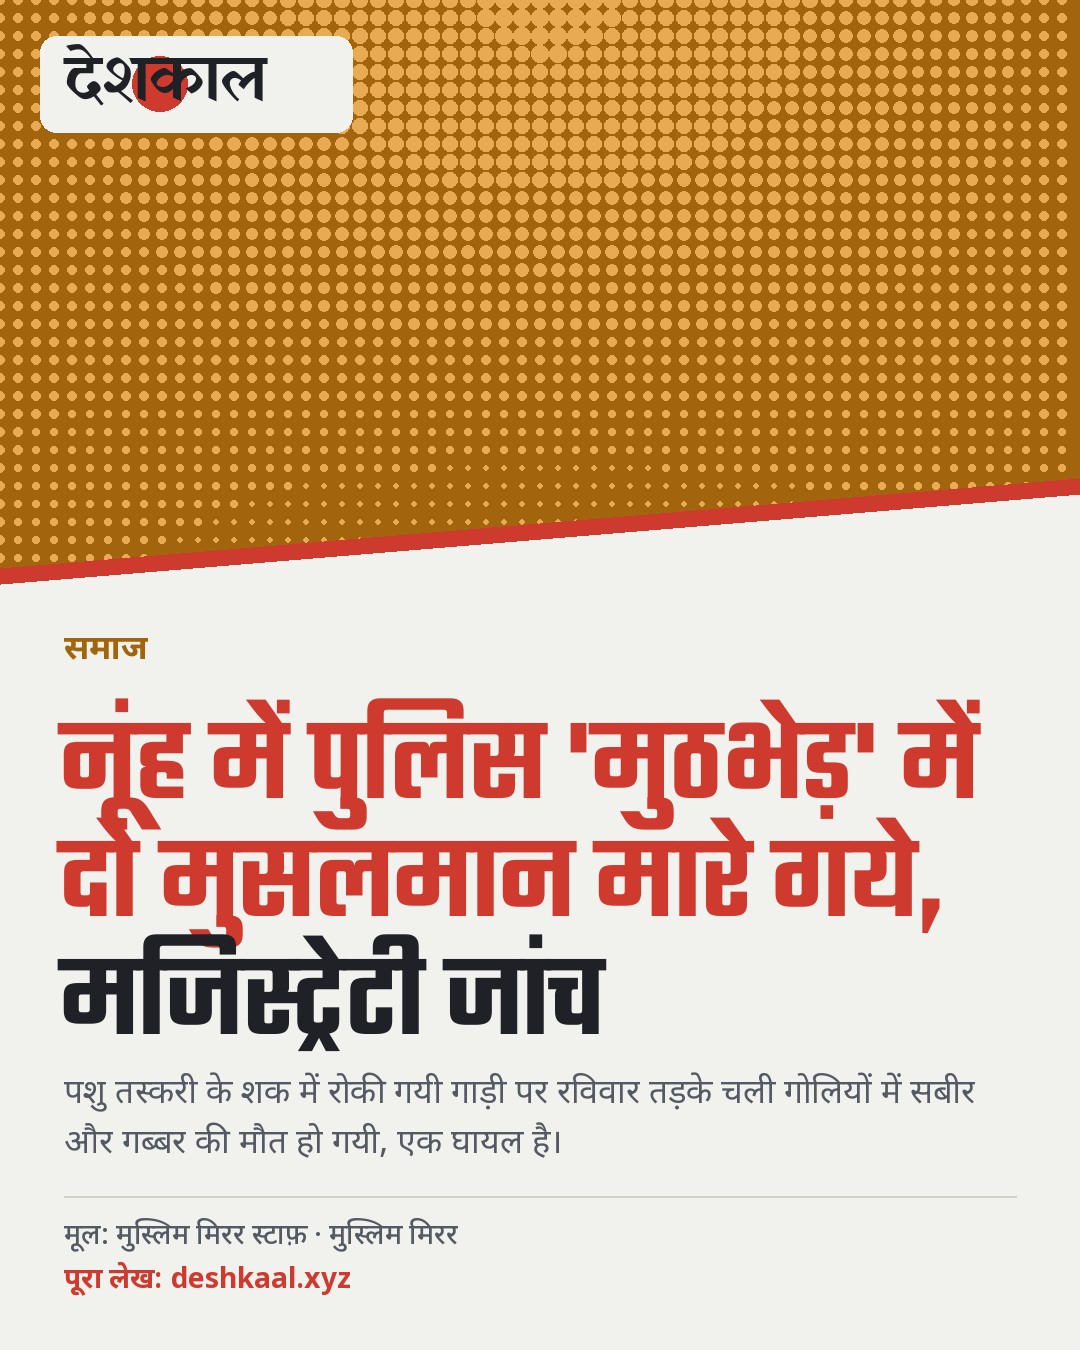 देशकाल
समाज
नूंह में पुलिस 'मुठभेड़' में
दो मुसलमान मारे गये,
मजिस्ट्रेटी जांच
पशु तस्करी के शक में रोकी गयी गाड़ी पर रविवार तड़के चली गोलियों में सबीर
और गब्बर की मौत हो गयी, एक घायल है।
मूल: मुस्लिम मिरर स्टाफ़ · मुस्लिम मिरर
पूरा लेख: deshkaal.xyz